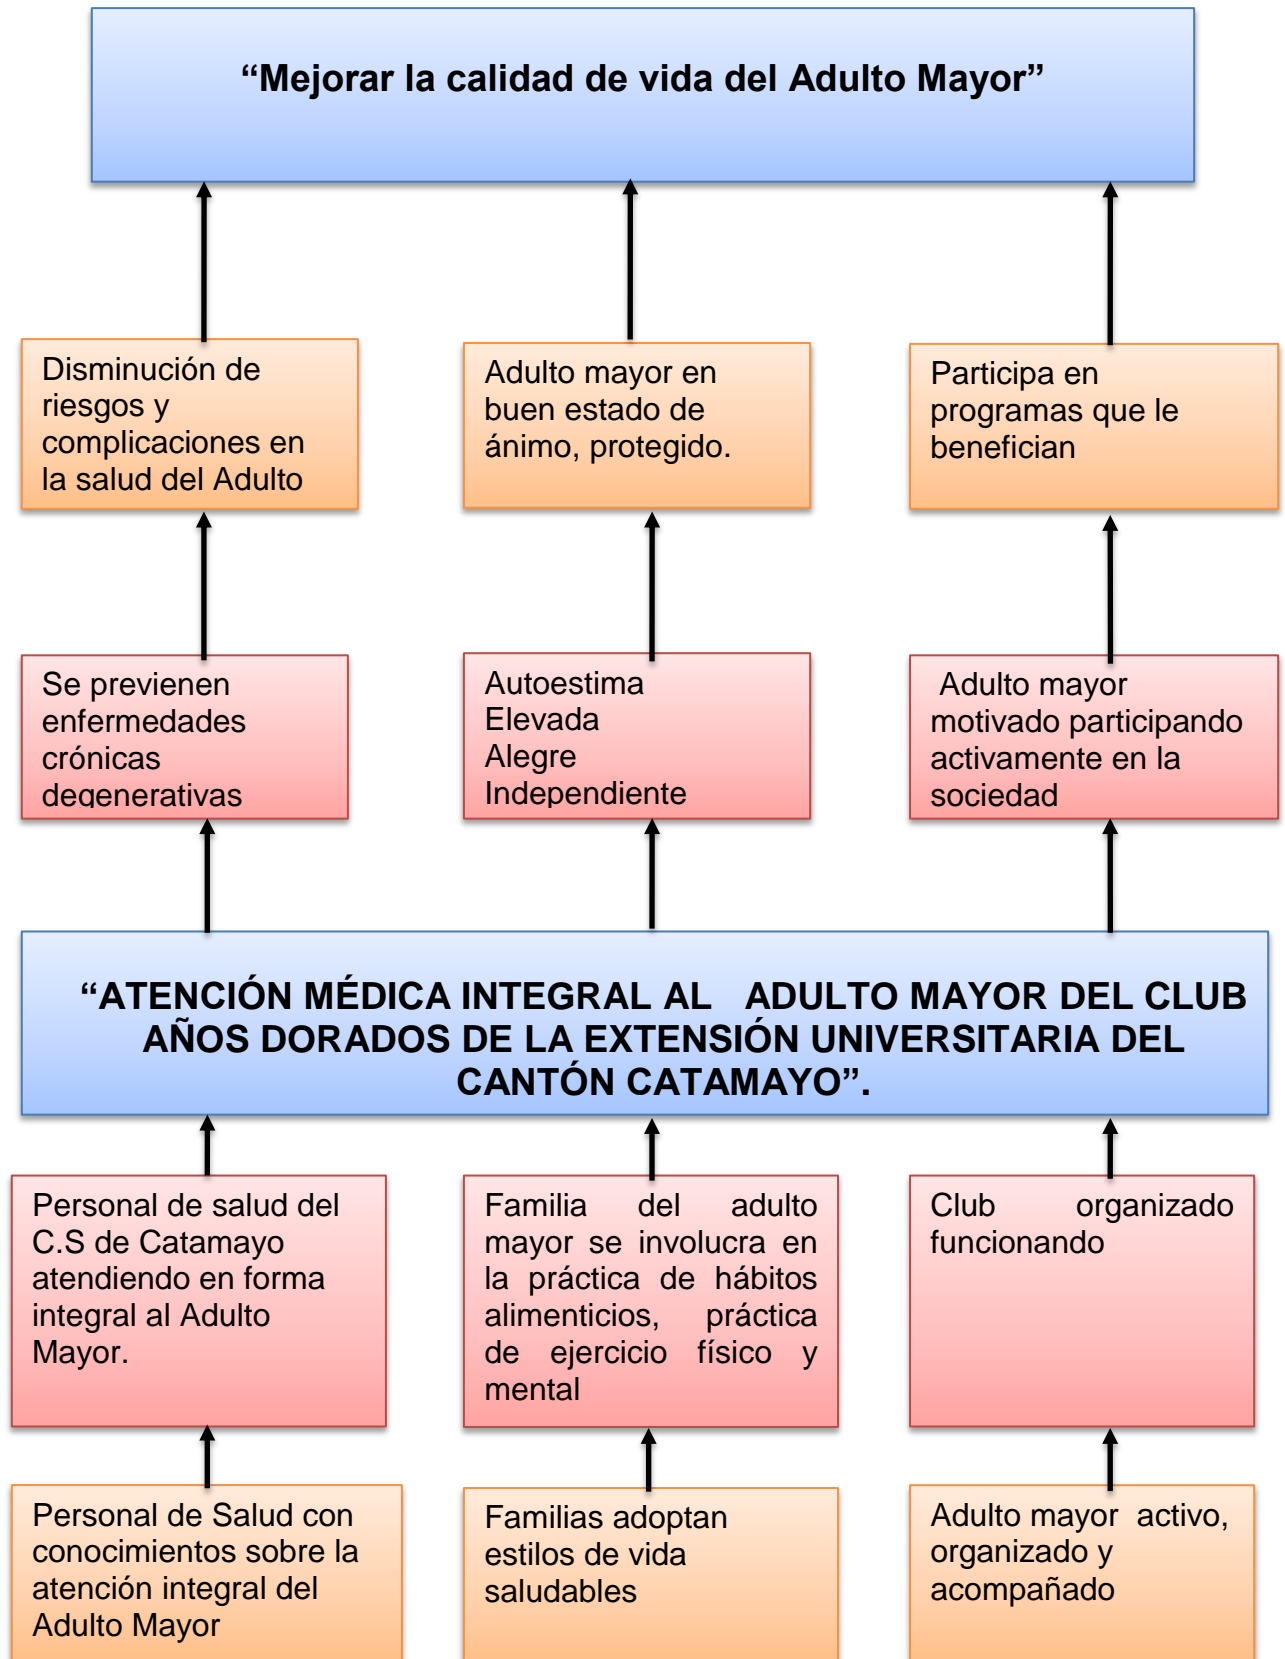 “Mejorar la calidad de vida del Adulto Mayor”
Disminución de
riesgos y
complicaciones en
la salud del Adulto
Adulto mayor en
buen estado de
ánimo, protegido.
Participa en
programas que le
benefician
Se previenen
enfermedades
crónicas
degenerativas
Autoestima
Elevada
Alegre
Independiente
Adulto mayor
motivado participando
activamente en la
sociedad
“ATENCIÓN MÉDICA INTEGRAL AL ADULTO MAYOR DEL CLUB
AÑOS DORADOS DE LA EXTENSIÓN UNIVERSITARIA DEL
CANTÓN CATAMAYO”.
Personal de salud del
C.S de Catamayo
atendiendo en forma
integral al Adulto
Mayor.
Familia del adulto
mayor se involucra en
la práctica de hábitos
alimenticios, práctica
de ejercicio físico y
mental
Club organizado
funcionando
Personal de Salud con
conocimientos sobre la
atención integral del
Adulto Mayor
Familias adoptan
estilos de vida
saludables
Adulto mayor activo,
organizado y
acompañado